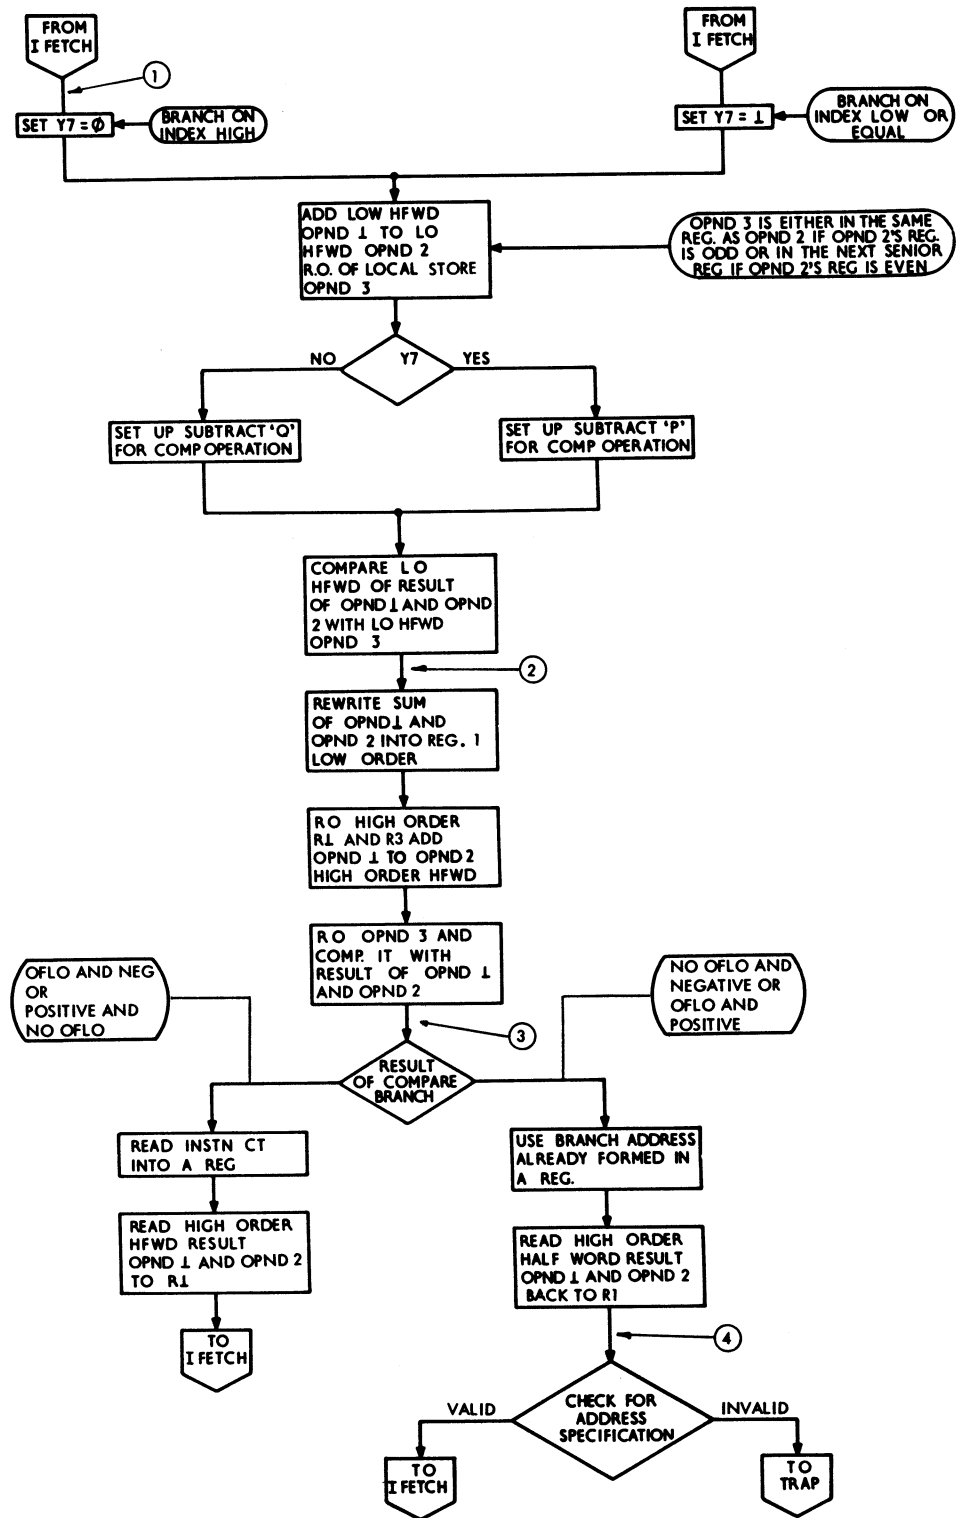 FROM
I FETCH
FROM
I FETCH
1
SET Y7 = Ø
BRANCH ON
INDEX HIGH
SET Y7 = 1
BRANCH ON
INDEX LOW OR
EQUAL
ADD LOW HFWD
OPND 1 TO LO
HFWD OPND 2
R.O. OF LOCAL STORE
OPND 3
OPND 3 IS EITHER IN THE SAME
REG. AS OPND 2 IF OPND 2'S REG.
IS ODD OR IN THE NEXT SENIOR
REG IF OPND 2'S REG IS EVEN
NO
Y7
YES
SET UP SUBTRACT 'Q'
FOR COMP OPERATION
SET UP SUBTRACT 'P'
FOR COMP OPERATION
COMPARE LO
HFWD OF RESULT
OF OPND 1 AND OPND
2 WITH LO HFWD
OPND 3
2
REWRITE SUM
OF OPND 1 AND
OPND 2 INTO REG. 1
LOW ORDER
RO HIGH ORDER
R1 AND R3 ADD
OPND 1 TO OPND 2
HIGH ORDER HFWD
RO OPND 3 AND
COMP. IT WITH
RESULT OF OPND 1
AND OPND 2
OFLO AND NEG
OR
POSITIVE AND
NO OFLO
NO OFLO AND
NEGATIVE OR
OFLO AND
POSITIVE
3
RESULT
OF COMPARE
BRANCH
READ INSTN CT
INTO A REG
USE BRANCH ADDRESS
ALREADY FORMED IN
A REG.
READ HIGH ORDER
HFWD RESULT
OPND 1 AND OPND 2
TO R1
READ HIGH ORDER
HALF WORD RESULT
OPND 1 AND OPND 2
BACK TO R1
TO
I FETCH
4
VALID
CHECK FOR
ADDRESS
SPECIFICATION
INVALID
TO
I FETCH
TO
TRAP